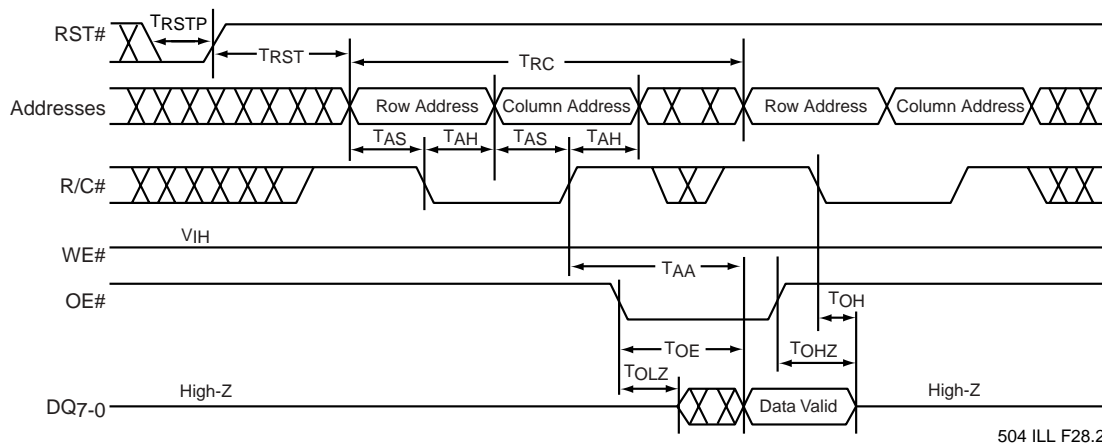 RST#
TRSTP
TRST
TRC
Addresses
Row Address
Column Address
Row Address
Column Address
TAS
TAH
TAS
TAH
R/C#
VIH
WE#
TAA
OE#
TOH
TOE
TOHZ
TOLZ
High-Z
High-Z
DQ7-0
Data Valid
504 ILL F28.2